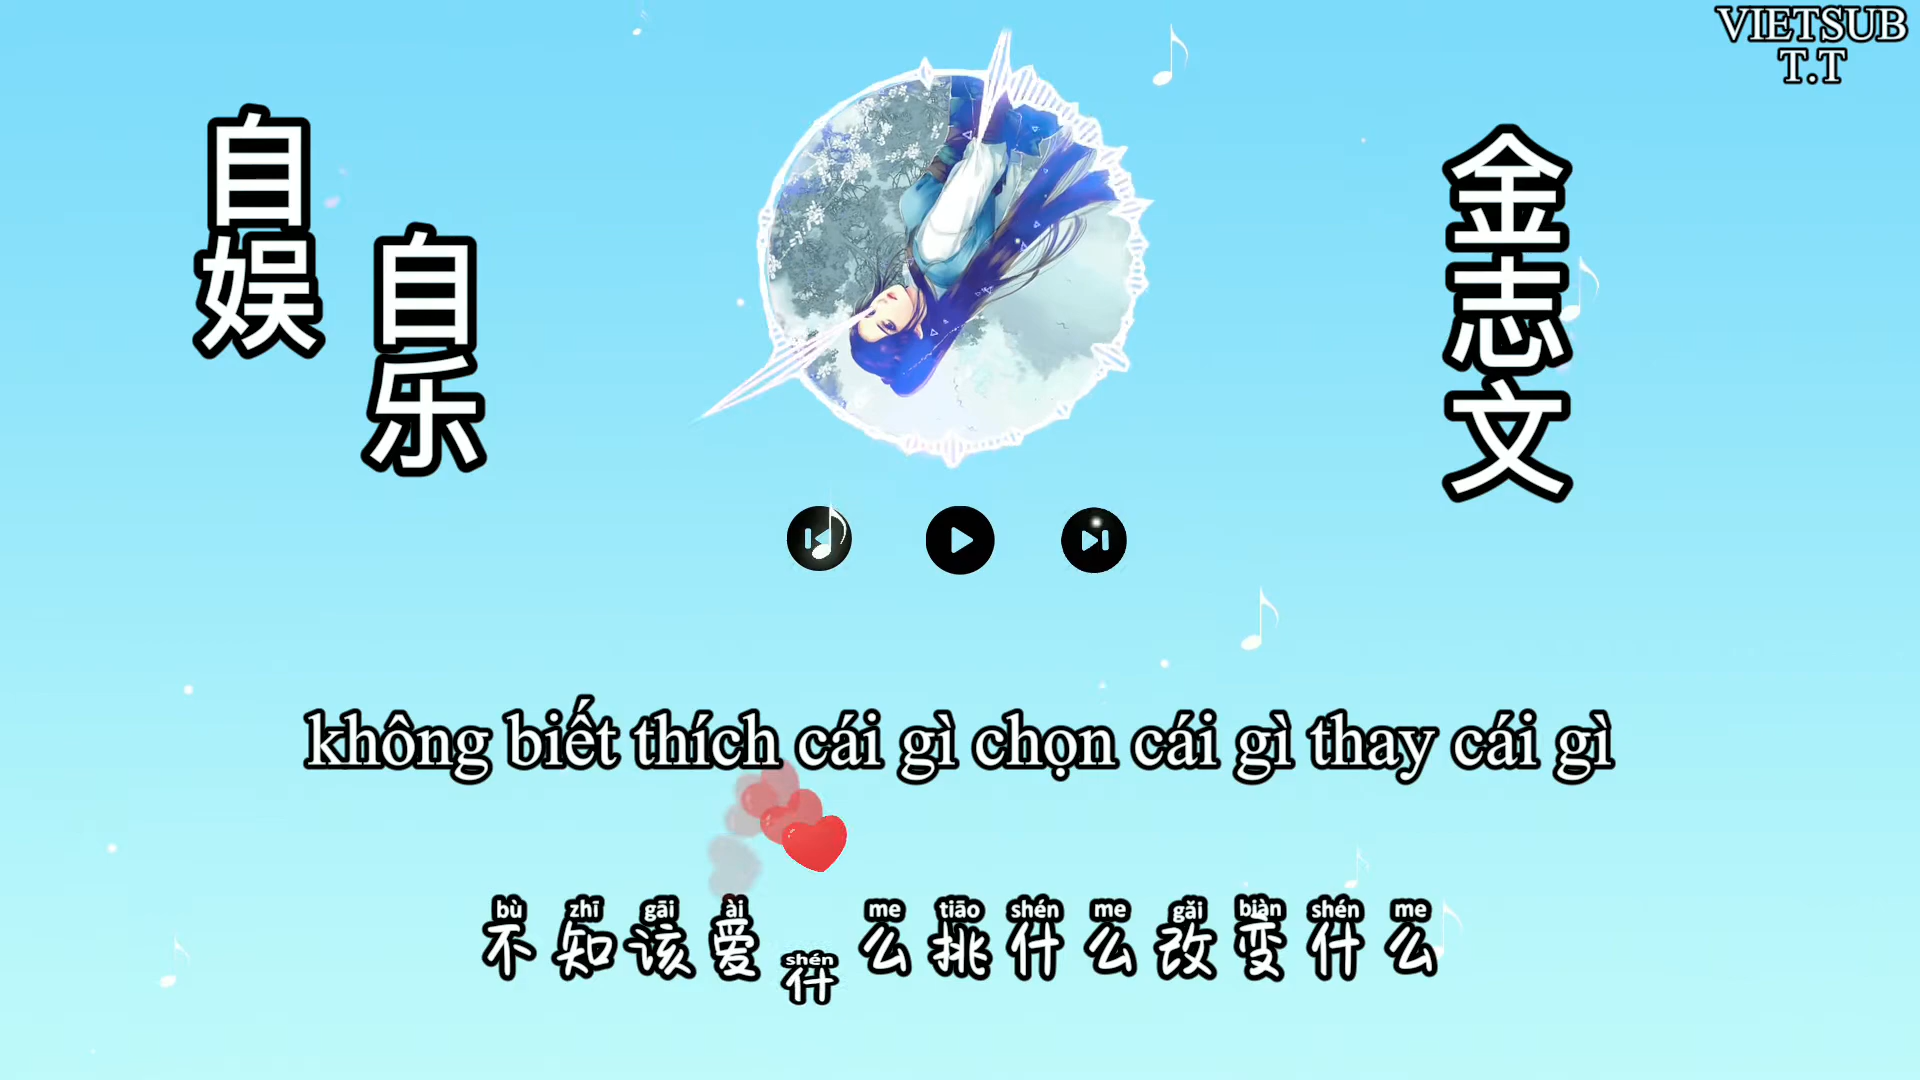 VIETSUB
T.T
自娱
自乐
金志文
không biết thích cái gì chọn cái gì thay cái gì
bù zhī gāi ài shén me tiāo shén me gǎi biàn shén me
不知该爱什么挑什么改变什么